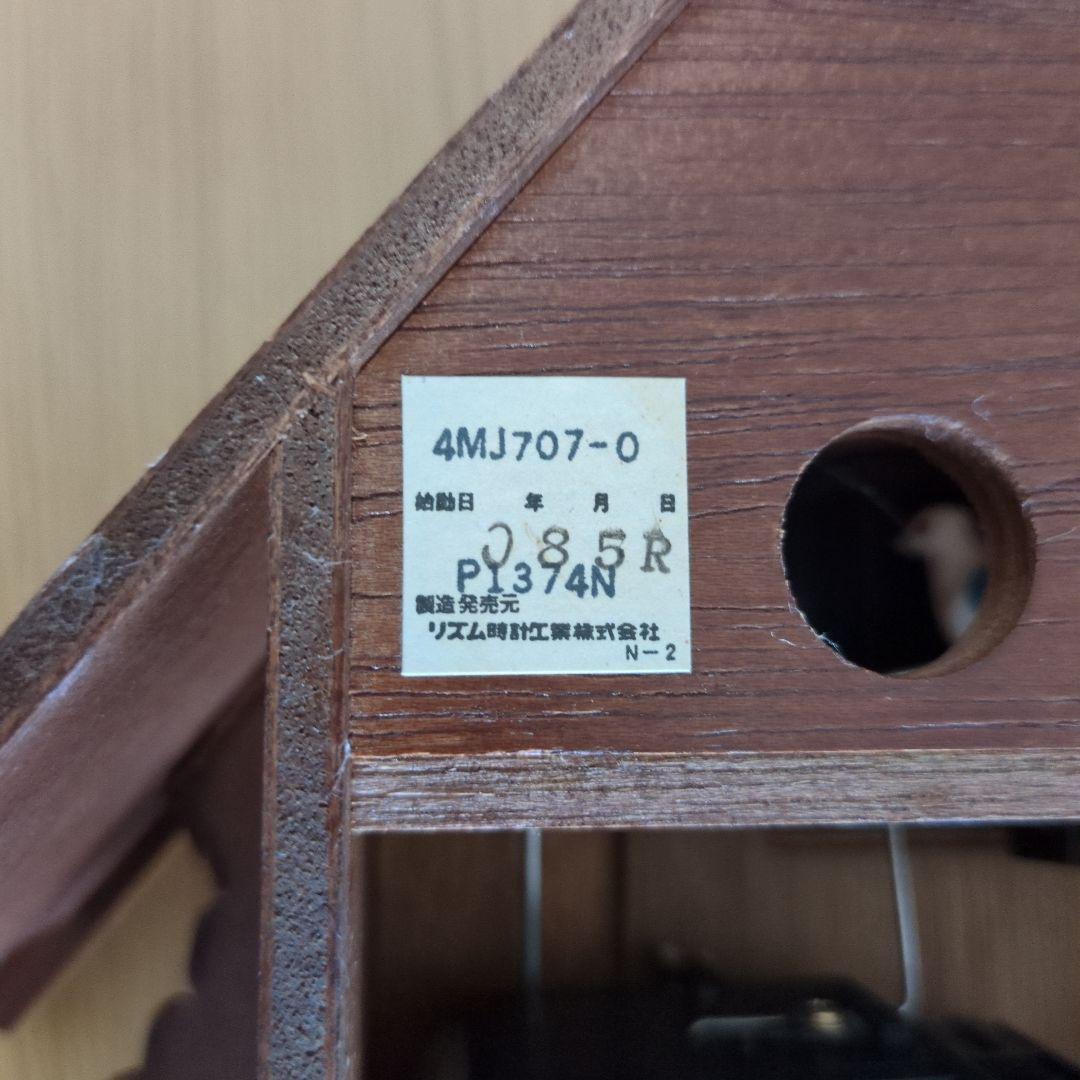 4MJ707-0
始動日 年 月 日
085R
P1374N
製造発売元
リズム時計工業株式会社
N-2